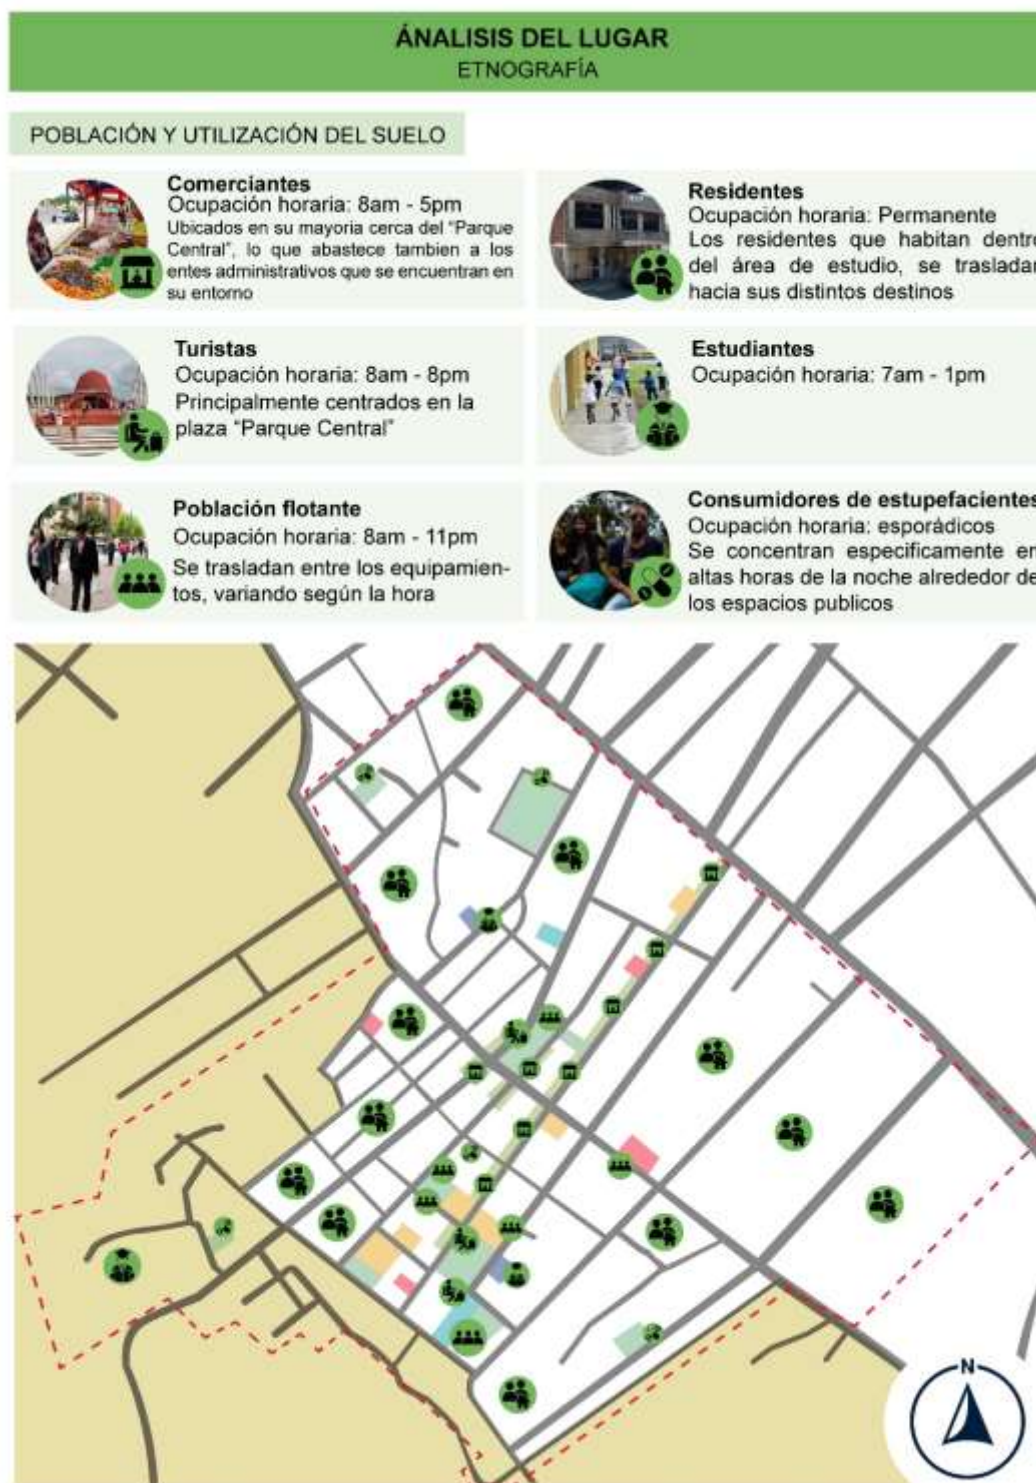 ÁNALISIS DEL LUGAR
ETNOGRAFÍA
POBLACIÓN Y UTILIZACIÓN DEL SUELO
Comerciantes
Ocupación horaria: 8am - 5pm
Ubicados en su mayoria cerca del “Parque
Central”, lo que abastece tambien a los
entes administrativos que se encuentran en
su entorno
Residentes
Ocupación horaria: Permanente
Los residentes que habitan dentro
del área de estudio, se trasladan
hacia sus distintos destinos
Turistas
Ocupación horaria: 8am - 8pm
Principalmente centrados en la
plaza “Parque Central”
Estudiantes
Ocupación horaria: 7am - 1pm
Población flotante
Ocupación horaria: 8am - 11pm
Se trasladan entre los equipamien-
tos, variando según la hora
Consumidores de estupefacientes
Ocupación horaria: esporádicos
Se concentran especificamente en
altas horas de la noche alrededor de
los espacios publicos
N